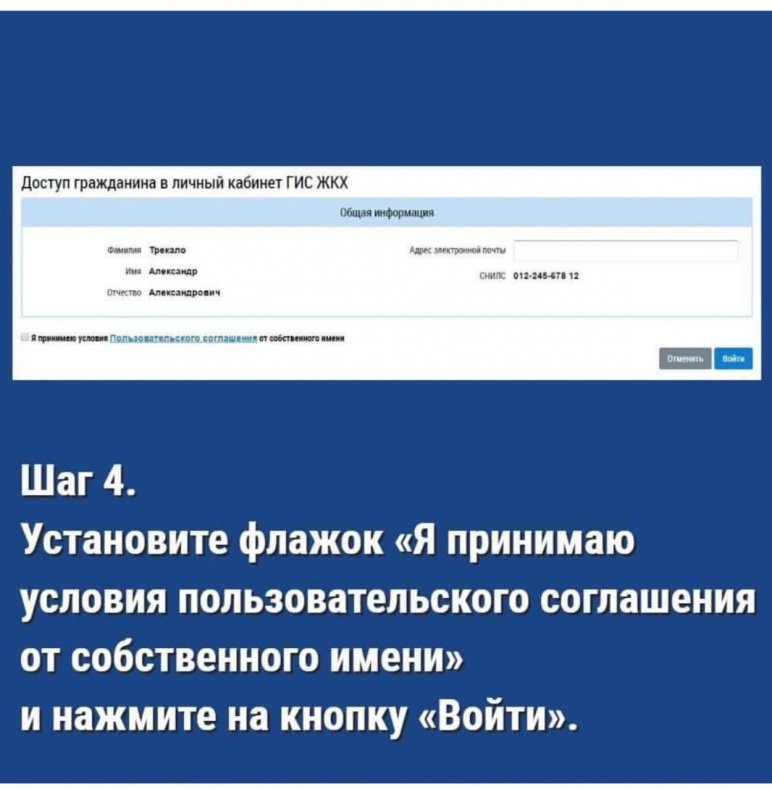 Доступ гражданина в личный кабинет ГИС ЖКХ
Общая информация
Фамилия Трекало
Имя Александр
Отчество Александрович
Адрес электронной почты
СНИЛС 012-245-678 12
Я принимаю условия Пользовательского соглашения от собственного имени
Отменить Войти
Шаг 4.
Установите флажок «Я принимаю
условия пользовательского соглашения
от собственного имени»
и нажмите на кнопку «Войти».